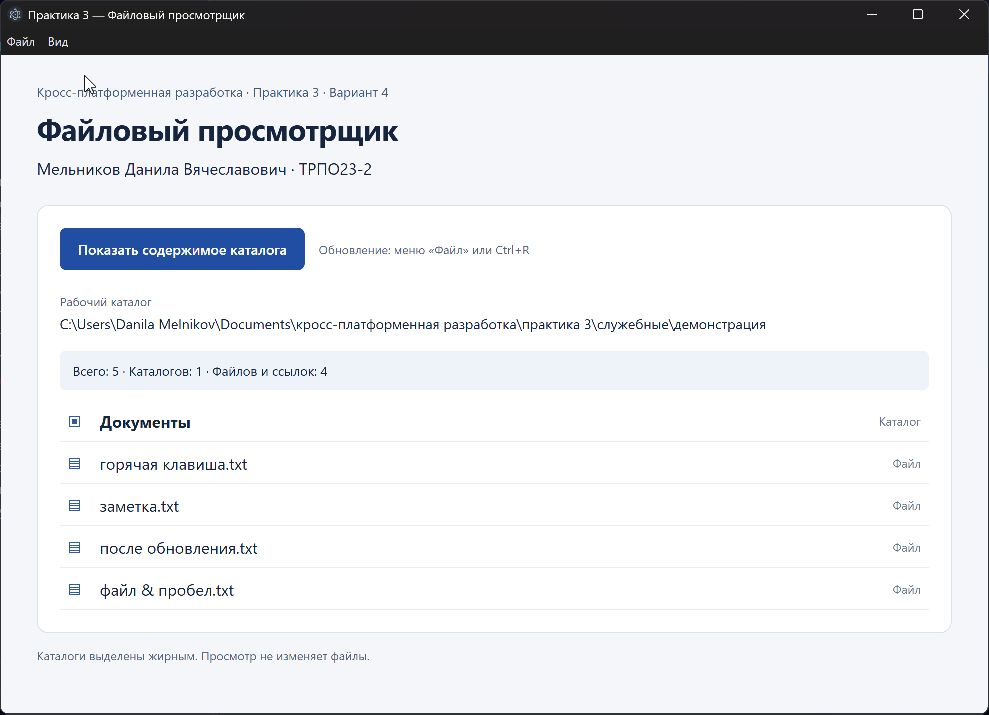 Практика 3 — Файловый просмотрщик
Файл Вид
Кросс-платформенная разработка · Практика 3 · Вариант 4
Файловый просмотрщик
Мельников Данила Вячеславович · ТРПО23-2
Показать содержимое каталога Обновление: меню «Файл» или Ctrl+R
Рабочий каталог
C:\Users\Danila Melnikov\Documents\кросс-платформенная разработка\практика 3\служебные\демонстрация
Всего: 5 · Каталогов: 1 · Файлов и ссылок: 4
Документы Каталог
горячая клавиша.txt Файл
заметка.txt Файл
после обновления.txt Файл
файл & пробел.txt Файл
Каталоги выделены жирным. Просмотр не изменяет файлы.